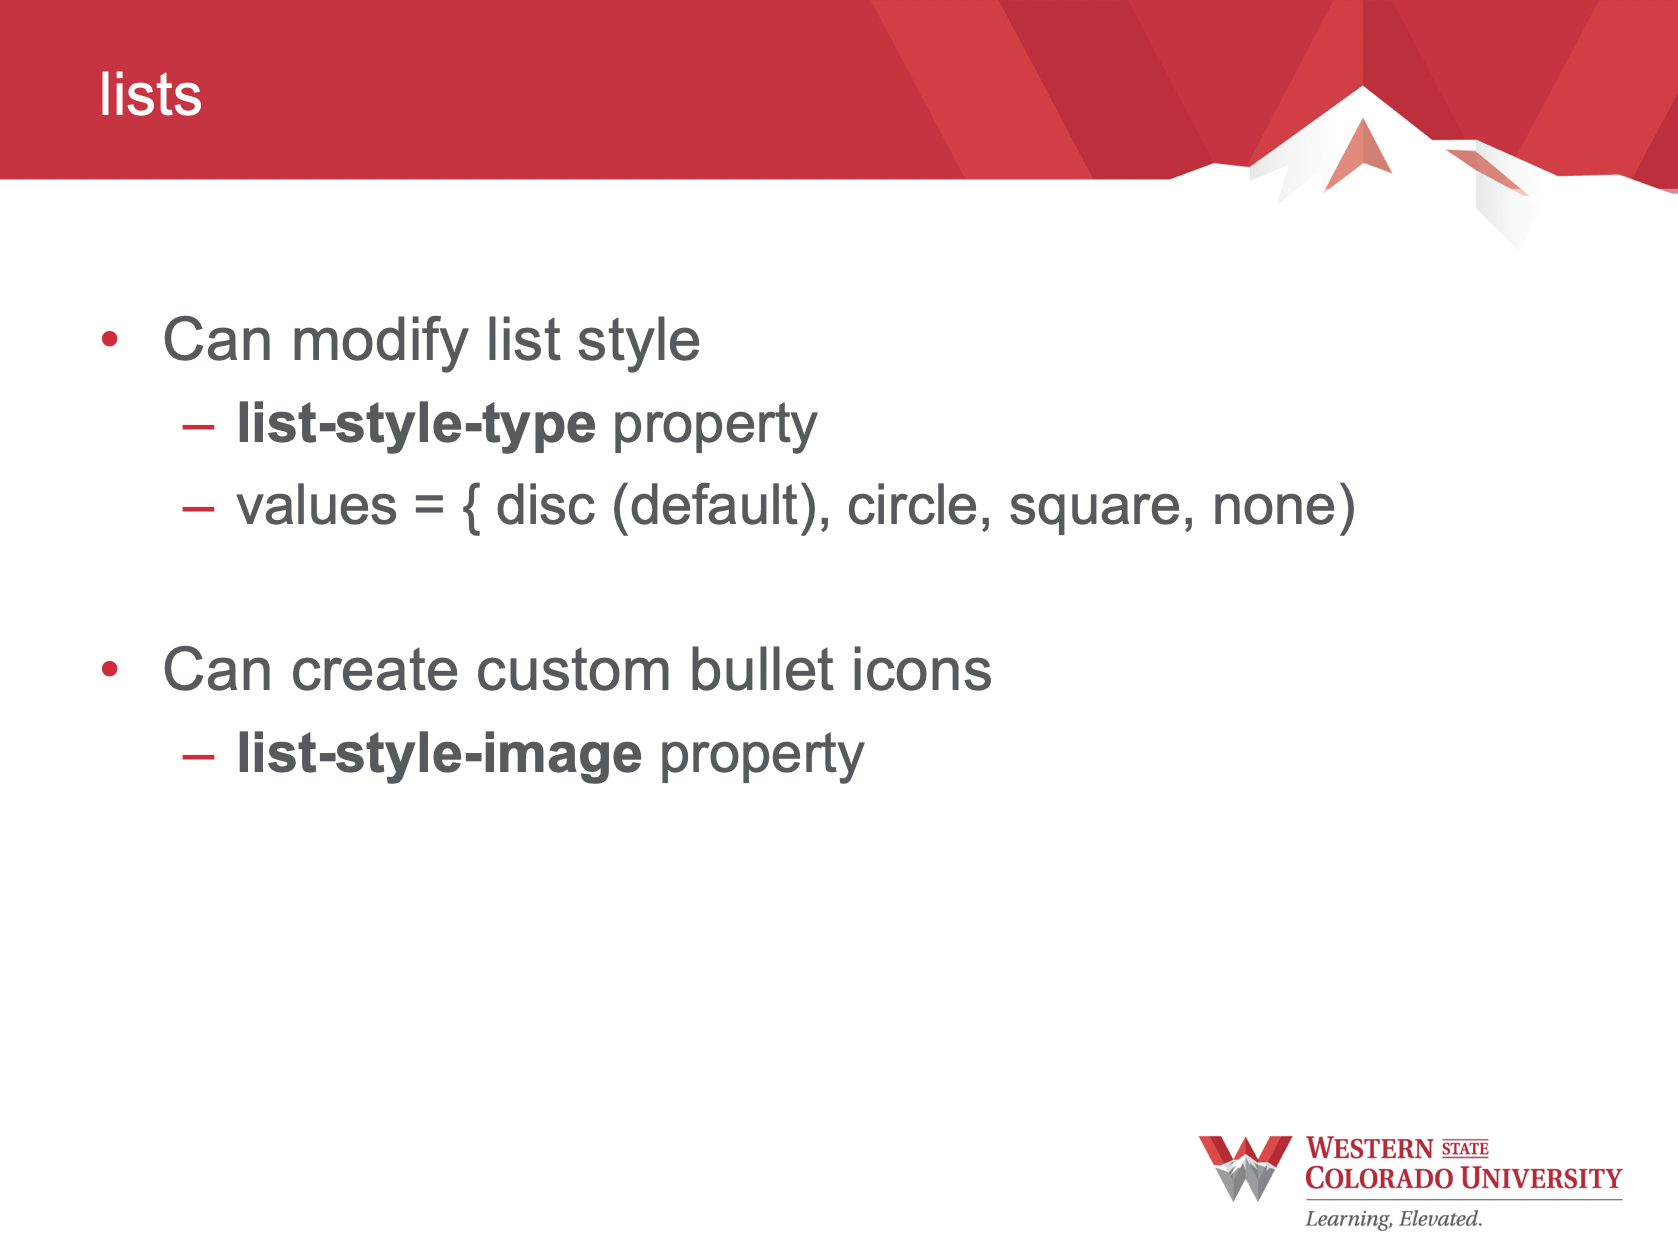 lists
• Can modify list style
– list-style-type property
– values = { disc (default), circle, square, none)
• Can create custom bullet icons
– list-style-image property
WESTERN STATE
COLORADO UNIVERSITY
Learning, Elevated.